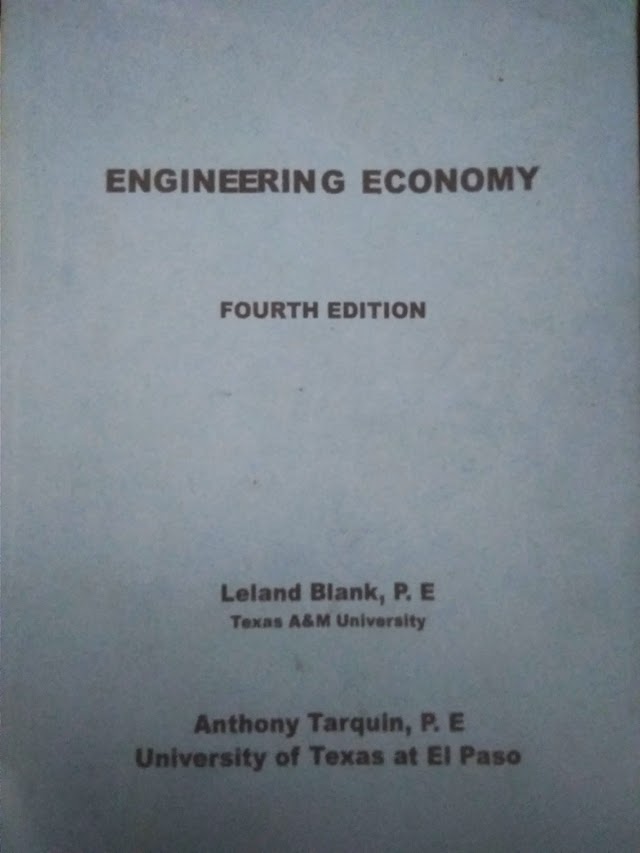 ENGINEERING ECONOMY
FOURTH EDITION
Leland Blank, P. E
Texas A&M University
Anthony Tarquin, P. E
University of Texas at El Paso